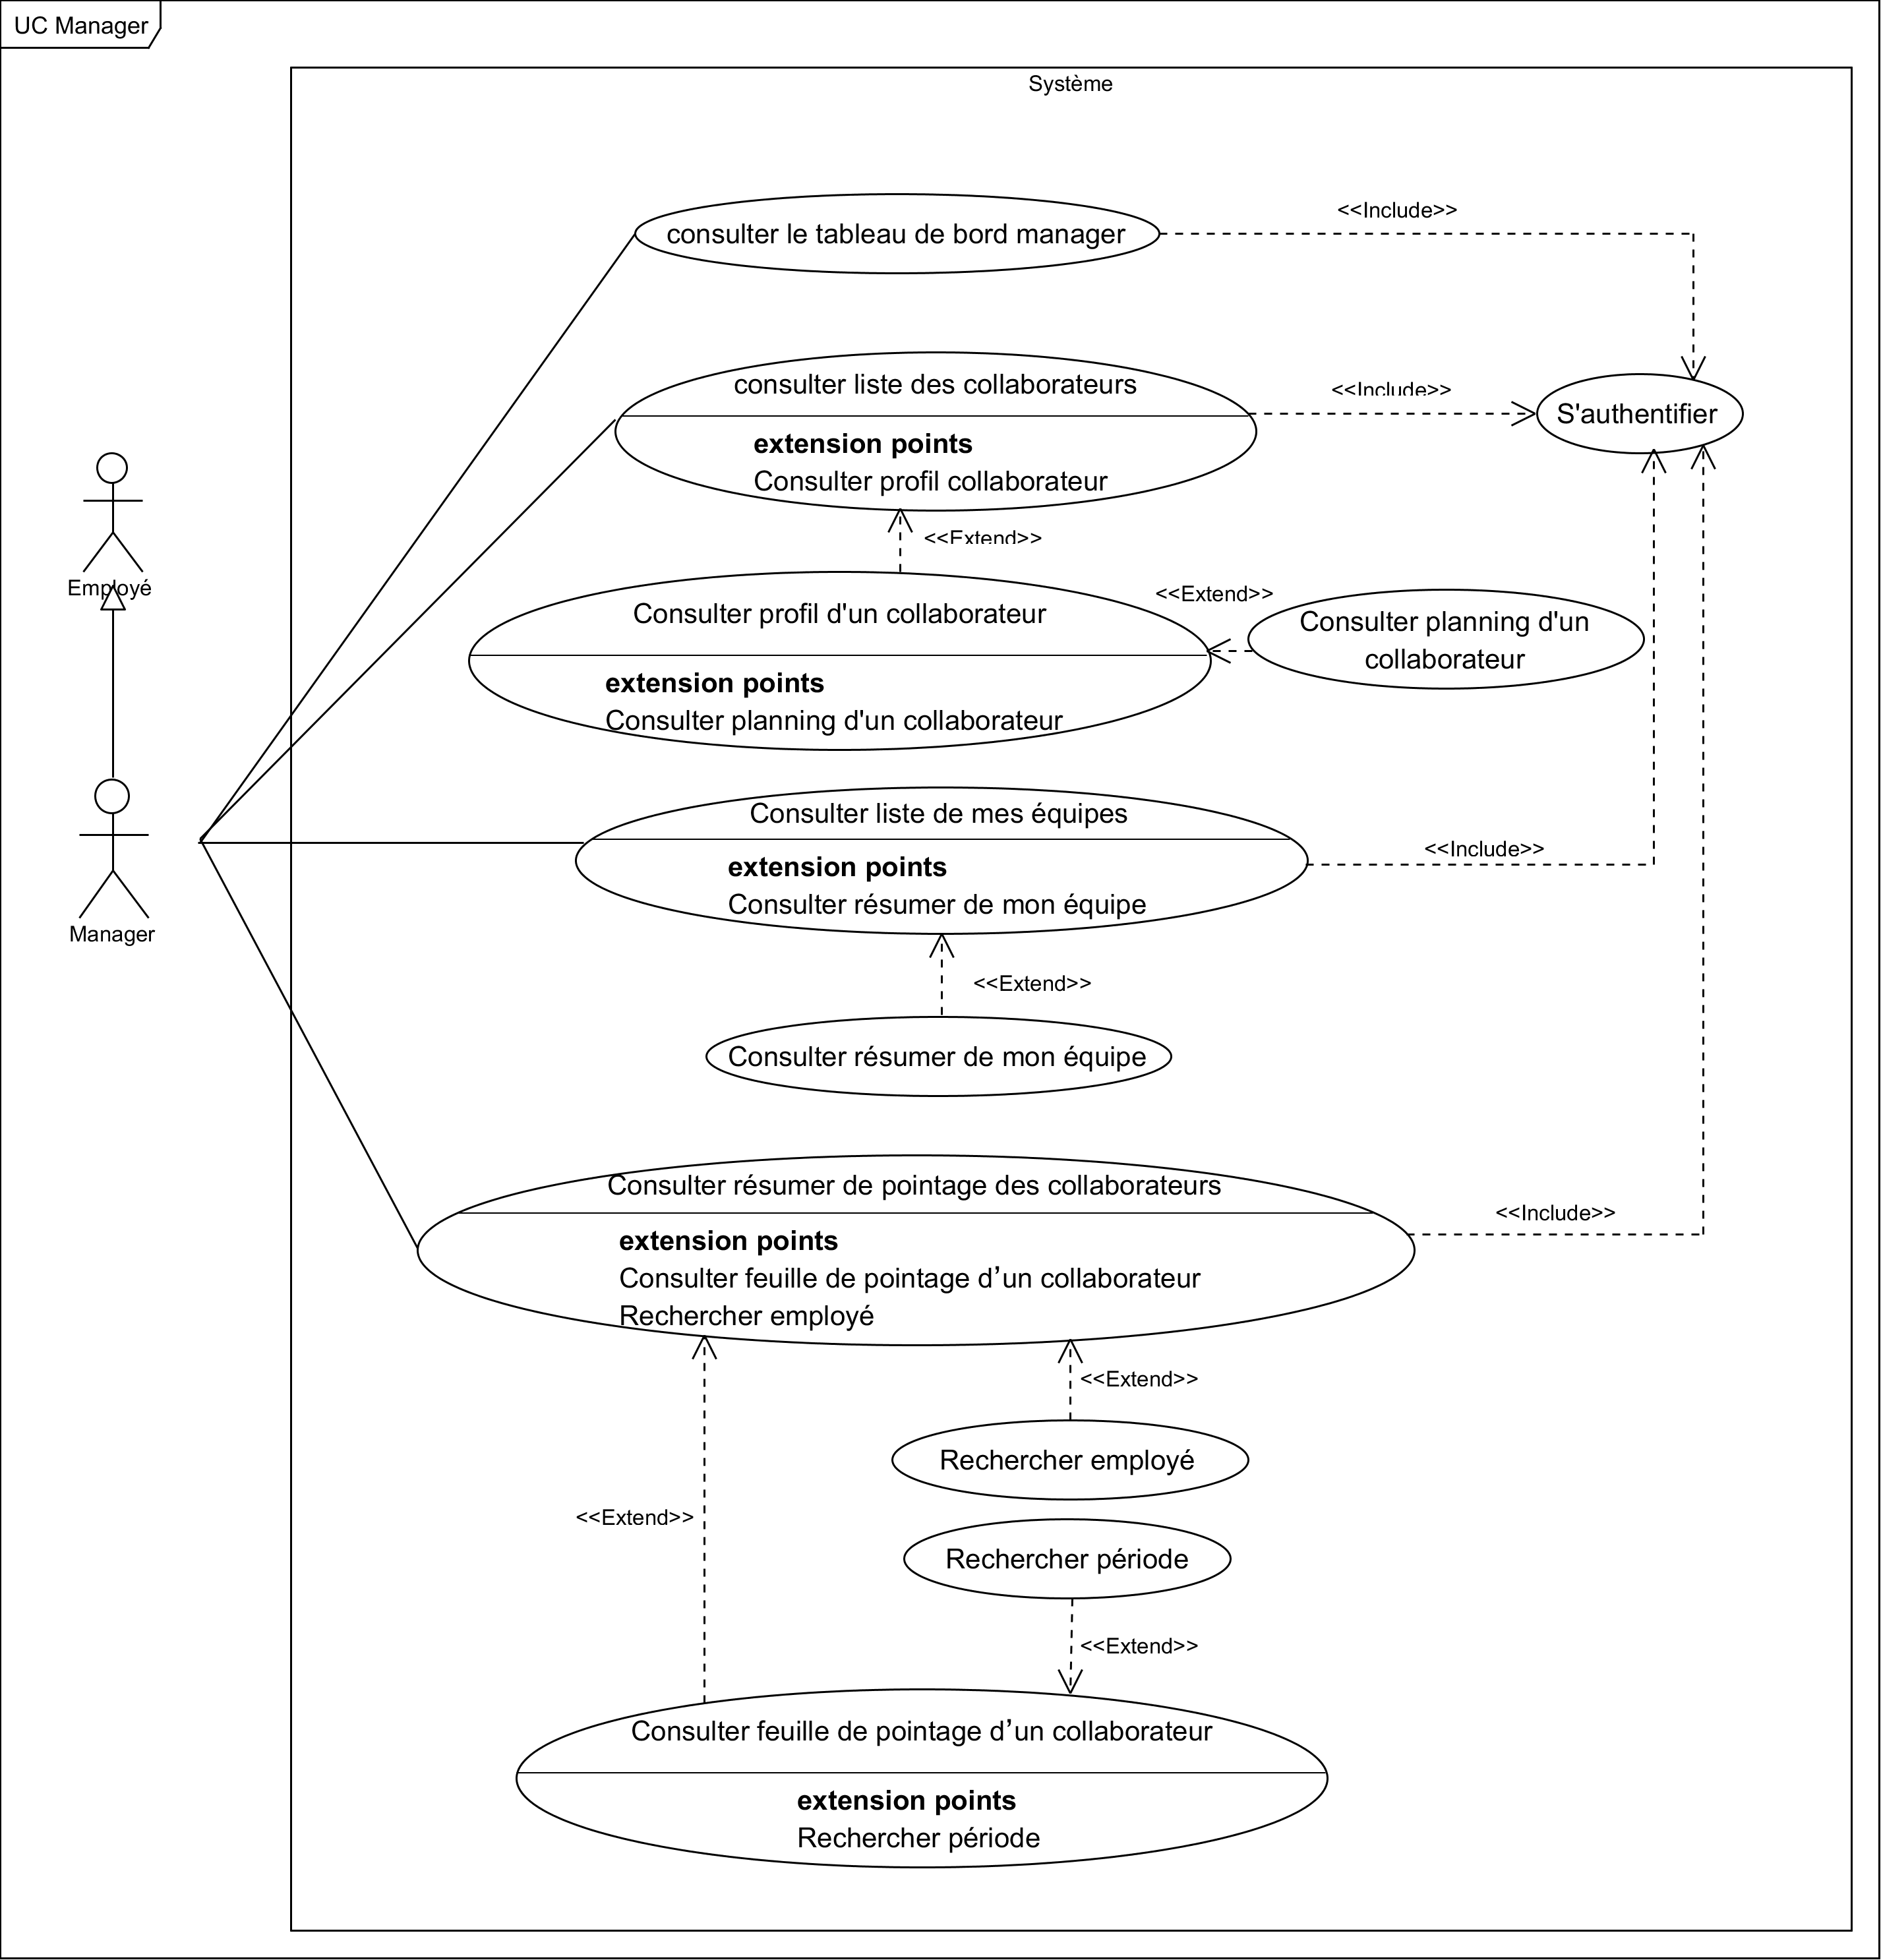 UC Manager
Système
consulter le tableau de bord manager
<<Include>>
consulter liste des collaborateurs
extension points
Consulter profil collaborateur
<<Include>>
S'authentifier
<<Extend>>
Employé
Consulter profil d'un collaborateur
extension points
Consulter planning d'un collaborateur
<<Extend>>
Consulter planning d'un
collaborateur
Manager
Consulter liste de mes équipes
extension points
Consulter résumer de mon équipe
<<Include>>
<<Extend>>
Consulter résumer de mon équipe
Consulter résumer de pointage des collaborateurs
extension points
Consulter feuille de pointage d’un collaborateur
Rechercher employé
<<Include>>
<<Extend>>
Rechercher employé
<<Extend>>
Rechercher période
<<Extend>>
Consulter feuille de pointage d’un collaborateur
extension points
Rechercher période